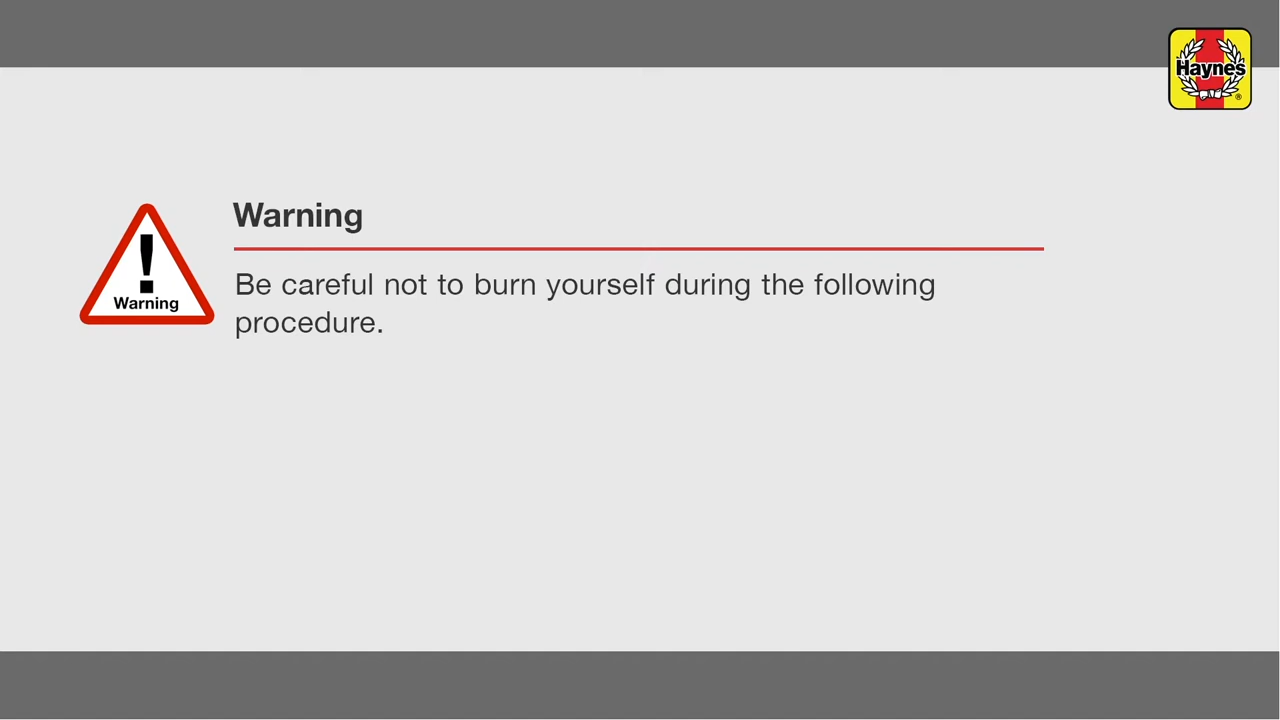 Haynes
®
Warning
Warning
Be careful not to burn yourself during the following
procedure.